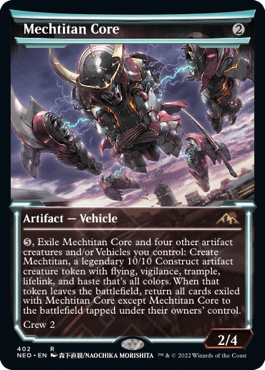 Mechtitan Core 2
Artifact — Vehicle
5, Exile Mechtitan Core and four other artifact
creatures and/or Vehicles you control: Create
Mechtitan, a legendary 10/10 Construct artifact
creature token with flying, vigilance, trample,
lifelink, and haste that's all colors. When that
token leaves the battlefield, return all cards exiled
with Mechtitan Core except Mechtitan Core to
the battlefield tapped under their owners' control.
Crew 2
2/4
402 R
NEO • EN 森下直親/NAOCHIKA MORISHITA
™ & © 2022 Wizards of the Coast